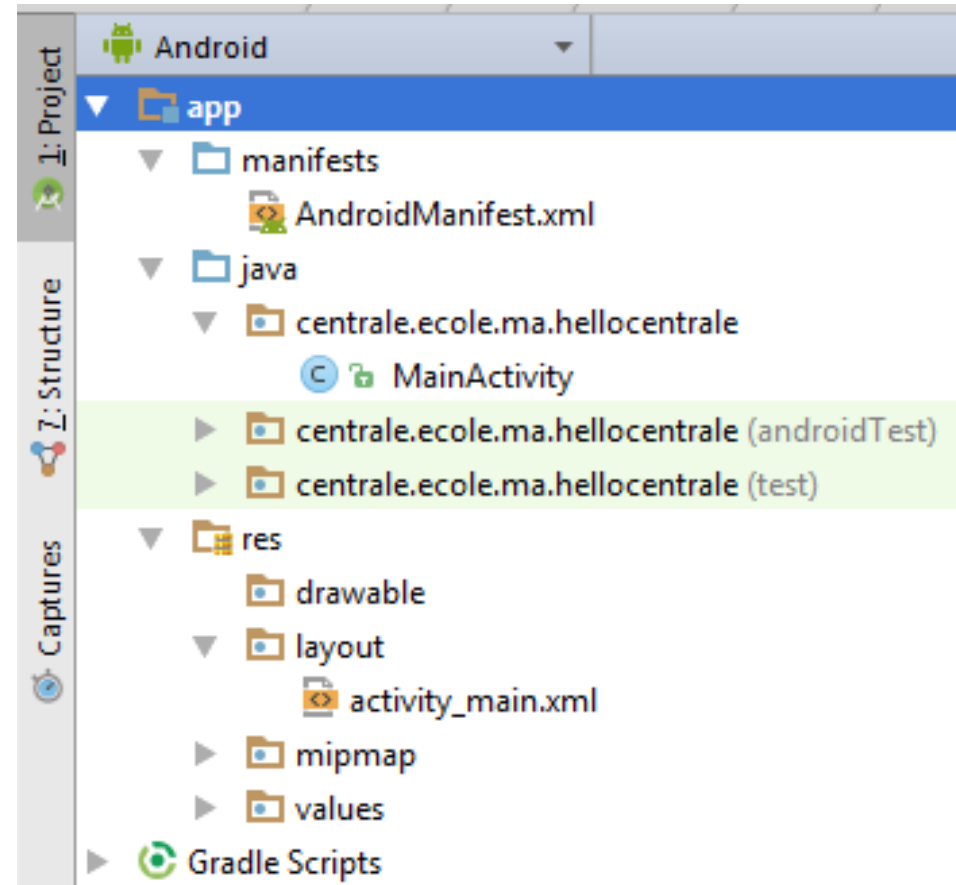 1: Project
7: Structure
Captures
Android
app
manifests
AndroidManifest.xml
java
centrale.ecole.ma.hellocentrale
C MainActivity
centrale.ecole.ma.hellocentrale (androidTest)
centrale.ecole.ma.hellocentrale (test)
res
drawable
layout
activity_main.xml
mipmap
values
Gradle Scripts